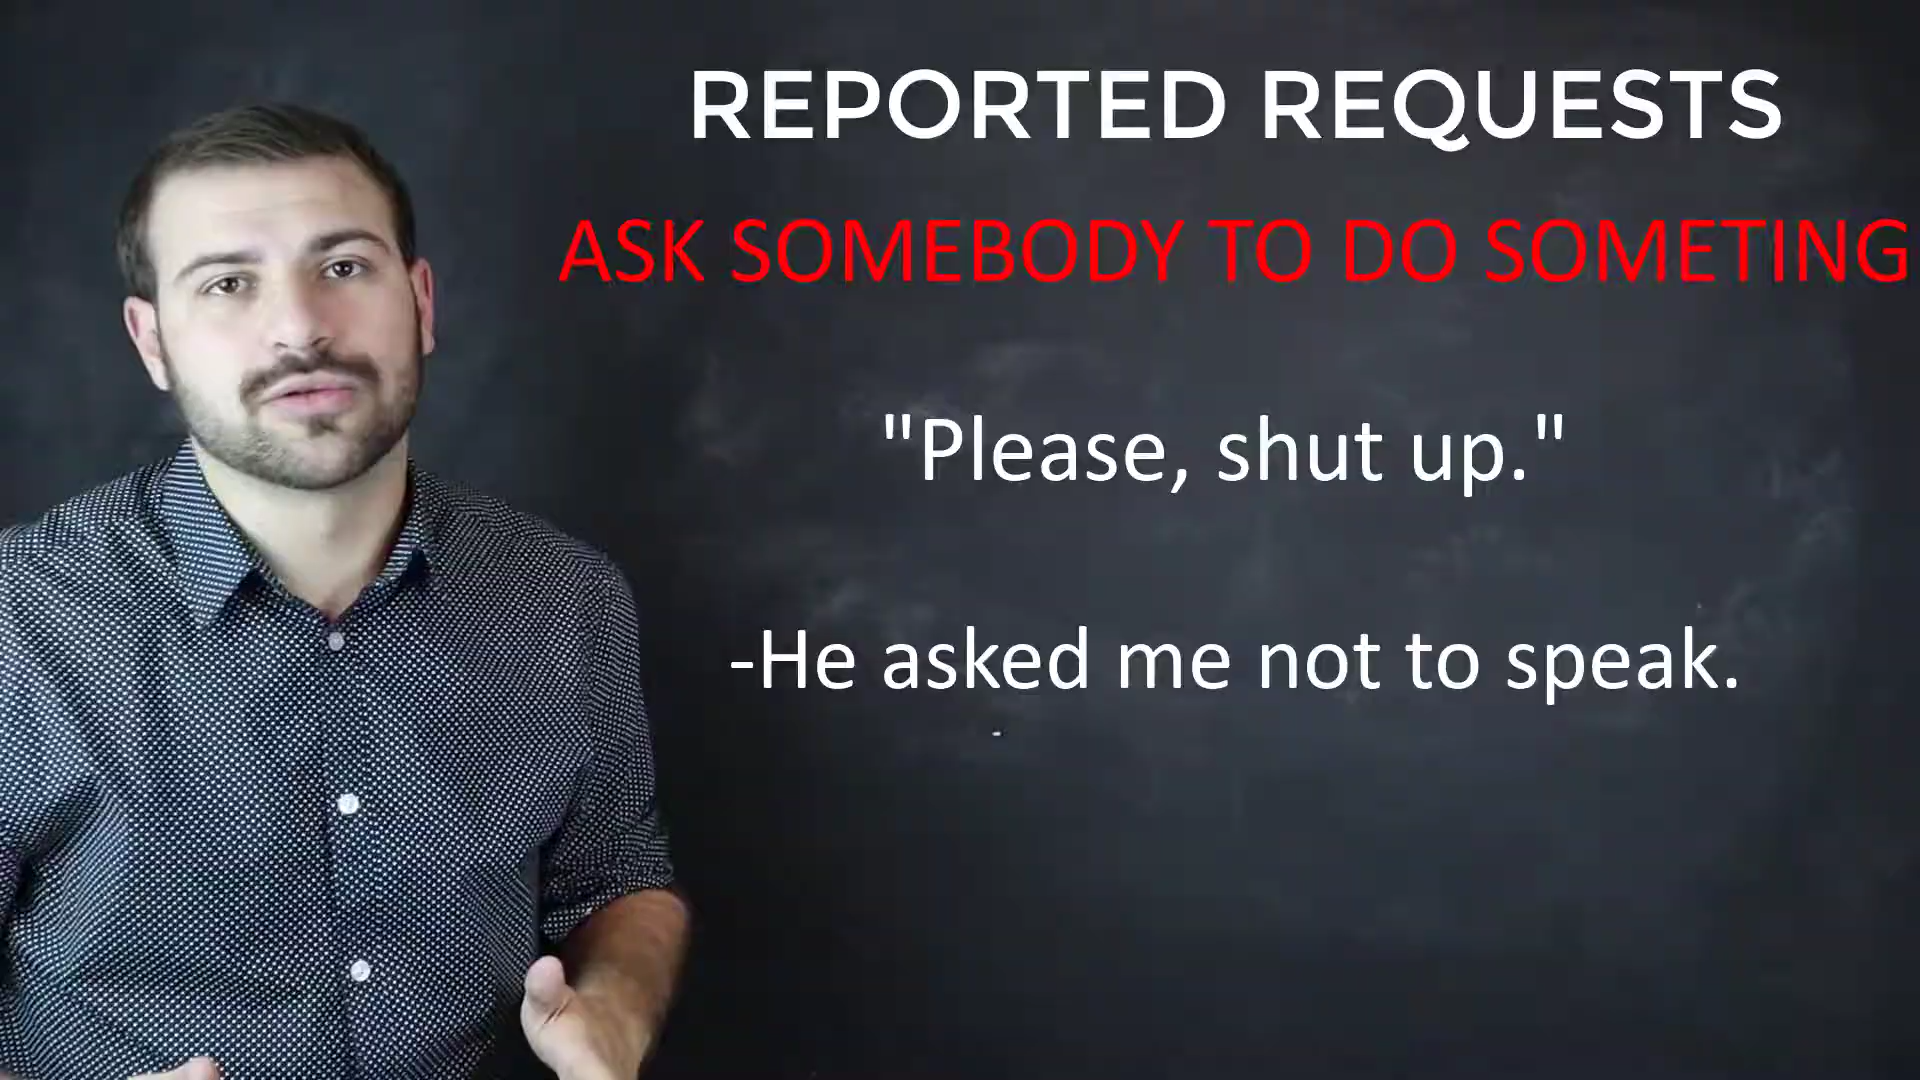 REPORTED REQUESTS
ASK SOMEBODY TO DO SOMETING
"Please, shut up."
-He asked me not to speak.